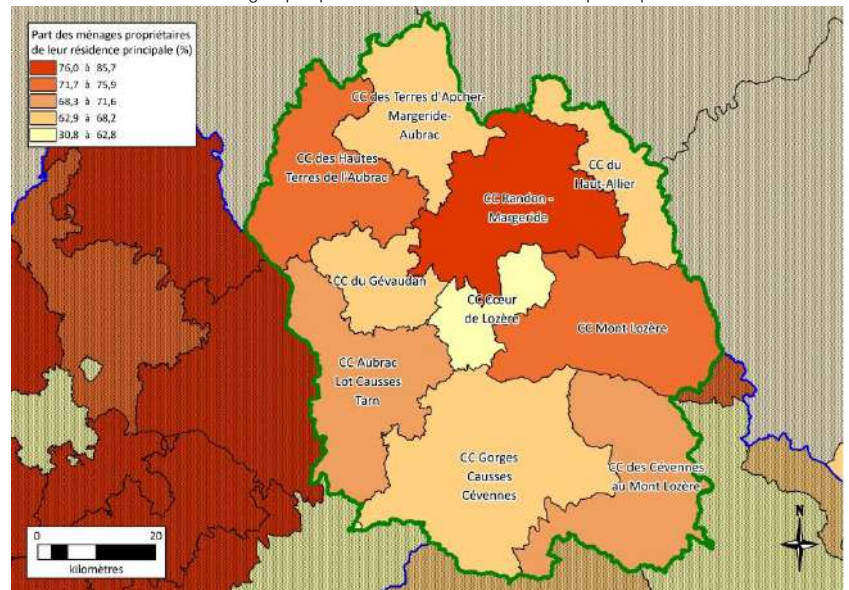 Part des ménages propriétaires
de leur résidence principale (%)
76,0 à 85,7
71,7 à 75,9
68,3 à 71,6
62,9 à 68,2
30,8 à 62,8
CC des Terres d'Apcher-
Margeride-
Aubrac
CC des Hautes
Terres de l'Aubrac
CC du
Haut-Allier
CC Randon -
Margeride
CC du Gévaudan
CC Cœur
de Lozère
CC Mont Lozère
CC Aubrac
Lot Causses
Tarn
CC Gorges
Causses
Cévennes
CC des Cévennes
au Mont Lozère
N
0 20
kilomètres